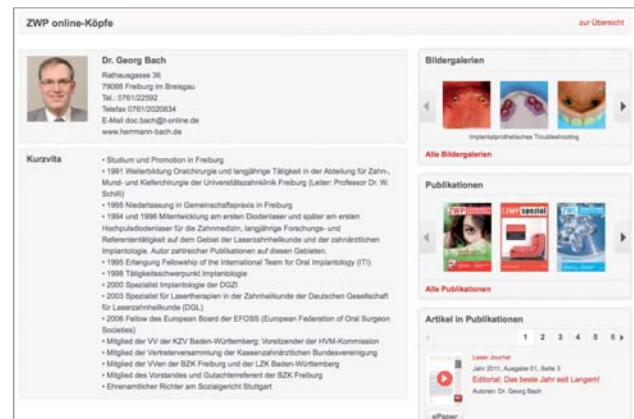 ZWP online-Köpfe
zur Übersicht
Dr. Georg Bach
Rathausgasse 36
79098 Freiburg im Breisgau
Tel.: 0761/22592
Telefax 0761/2020834
E-Mail doc.bach@t-online.de
www.herrmann-bach.de
Kurzvita
• Studium und Promotion in Freiburg
• 1991 Weiterbildung Oralchirurgie und langjährige Tätigkeit in der Abteilung für Zahn-,
Mund- und Kieferchirurgie der Universitätszahnklinik Freiburg (Leiter: Professor Dr. W.
Schilli)
• 1995 Niederlassung in Gemeinschaftspraxis in Freiburg
• 1994 und 1996 Mitentwicklung am ersten Diodenlaser und später am ersten
Hochpulsdiodenlaser für die Zahnmedizin, langjährige Forschungs- und
Referententätigkeit auf dem Gebiet der Laserzahnheilkunde und der zahnärztlichen
Implantologie. Autor zahlreicher Publikationen auf diesen Gebieten.
• 1995 Erlangung Fellowship of the International Team for Oral Implantology (ITI)
• 1998 Tätigkeitsschwerpunkt Implantologie
• 2000 Spezialist Implantologie der DGZI
• 2003 Spezialist für Lasertherapien in der Zahnheilkunde der Deutschen Gesellschaft
für Laserzahnheilkunde (DGL)
• 2006 Fellow des European Board der EFOSS (European Federation of Oral Surgeon
Societies)
• Mitglied der VV der KZV Baden-Württemberg; Vorsitzender der HVM-Kommission
• Mitglied der Vertreterversammlung der Kassenzahnärztlichen Bundesvereinigung
• Mitglied der VVen der BZK Freiburg und der LZK Baden-Württemberg
• Mitglied des Vorstandes und Gutachterreferent der BZK Freiburg
• Ehrenamtlicher Richter am Sozialgericht Stuttgart
Bildergalerien
Implantatprothetisches Troubleshooting
Alle Bildergalerien
Publikationen
ZWP
ZWP spezial
ZWP
Alle Publikationen
Artikel in Publikationen
1 2 3 4 5 6
Laser Journal
Jahr 2011, Ausgabe 01, Seite 3
Editorial: Das beste Jahr seit Langem!
Autoren: Dr. Georg Bach
ePaper